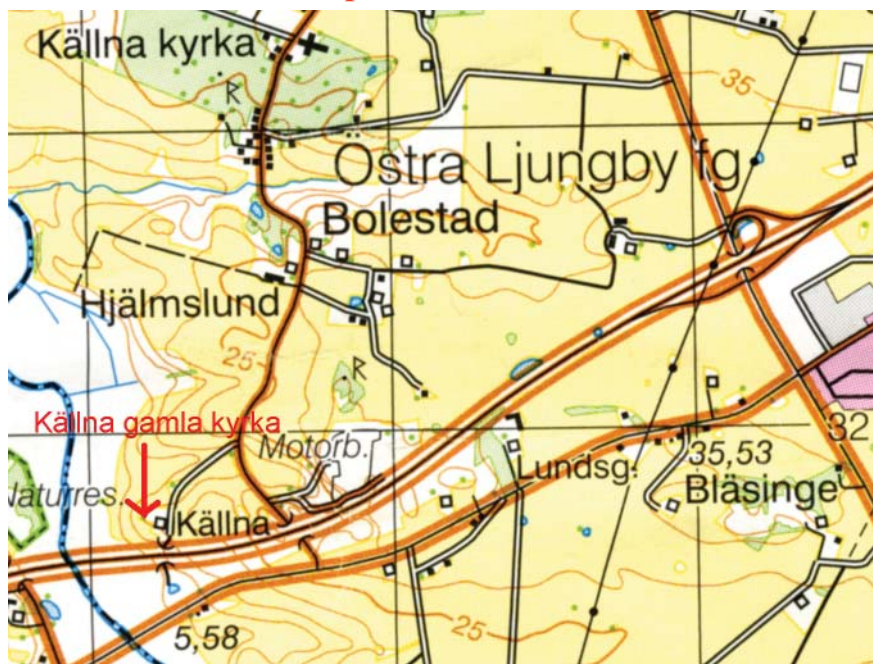 Källna kyrka
35
R
Östra Ljungby fg
Bolestad
Hjälmslund
25
R
Källna gamla kyrka
Motorb.
32
35,53
Lundsg.
Naturres.
Källna
Bläsinge
5,58
25